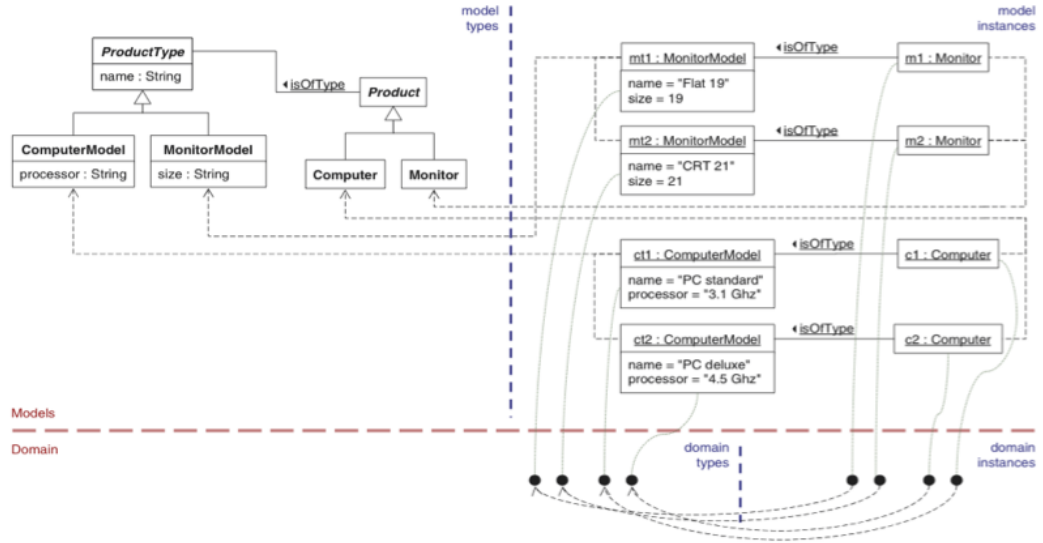 model
types
model
instances
ProductType
name : String
◂isOfType
Product
ComputerModel
processor : String
MonitorModel
size : String
Computer
Monitor
mt1 : MonitorModel
name = "Flat 19"
size = 19
◂isOfType
m1 : Monitor
mt2 : MonitorModel
name = "CRT 21"
size = 21
◂isOfType
m2 : Monitor
ct1 : ComputerModel
name = "PC standard"
processor = "3.1 Ghz"
◂isOfType
c1 : Computer
ct2 : ComputerModel
name = "PC deluxe"
processor = "4.5 Ghz"
◂isOfType
c2 : Computer
Models
Domain
domain
types
domain
instances